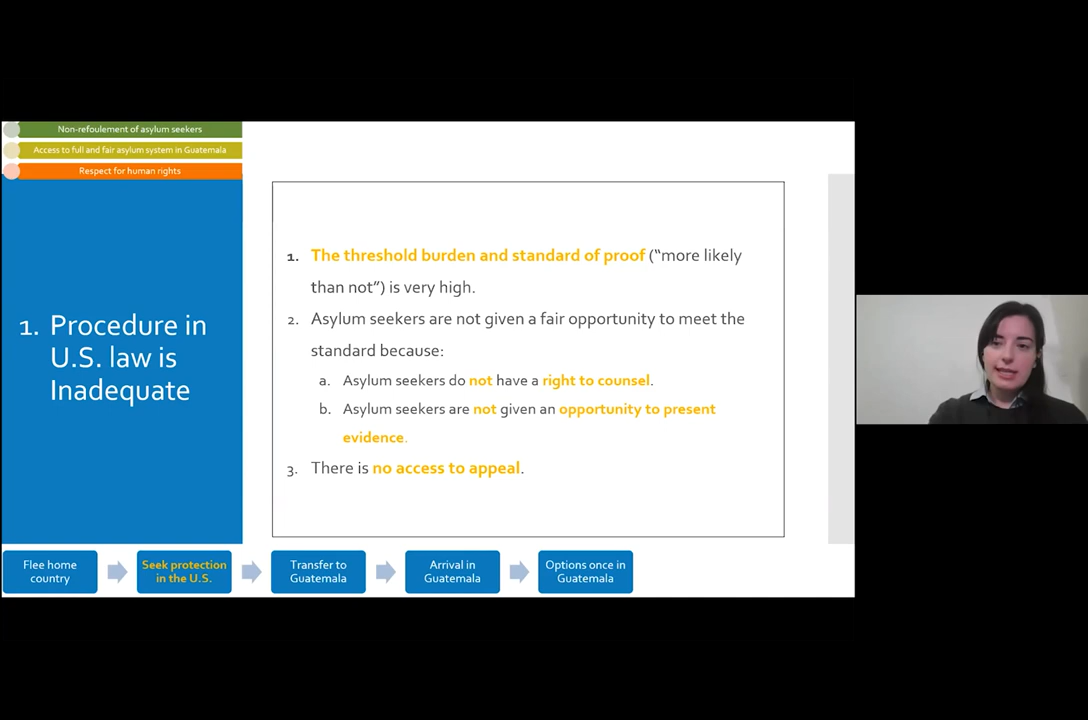 Non-refoulement of asylum seekers
Access to full and fair asylum system in Guatemala
Respect for human rights
1. Procedure in
U.S. law is
Inadequate
1. The threshold burden and standard of proof ("more likely
than not") is very high.
2. Asylum seekers are not given a fair opportunity to meet the
standard because:
a. Asylum seekers do not have a right to counsel.
b. Asylum seekers are not given an opportunity to present
evidence.
3. There is no access to appeal.
Flee home
country
Seek protection
in the U.S.
Transfer to
Guatemala
Arrival in
Guatemala
Options once in
Guatemala